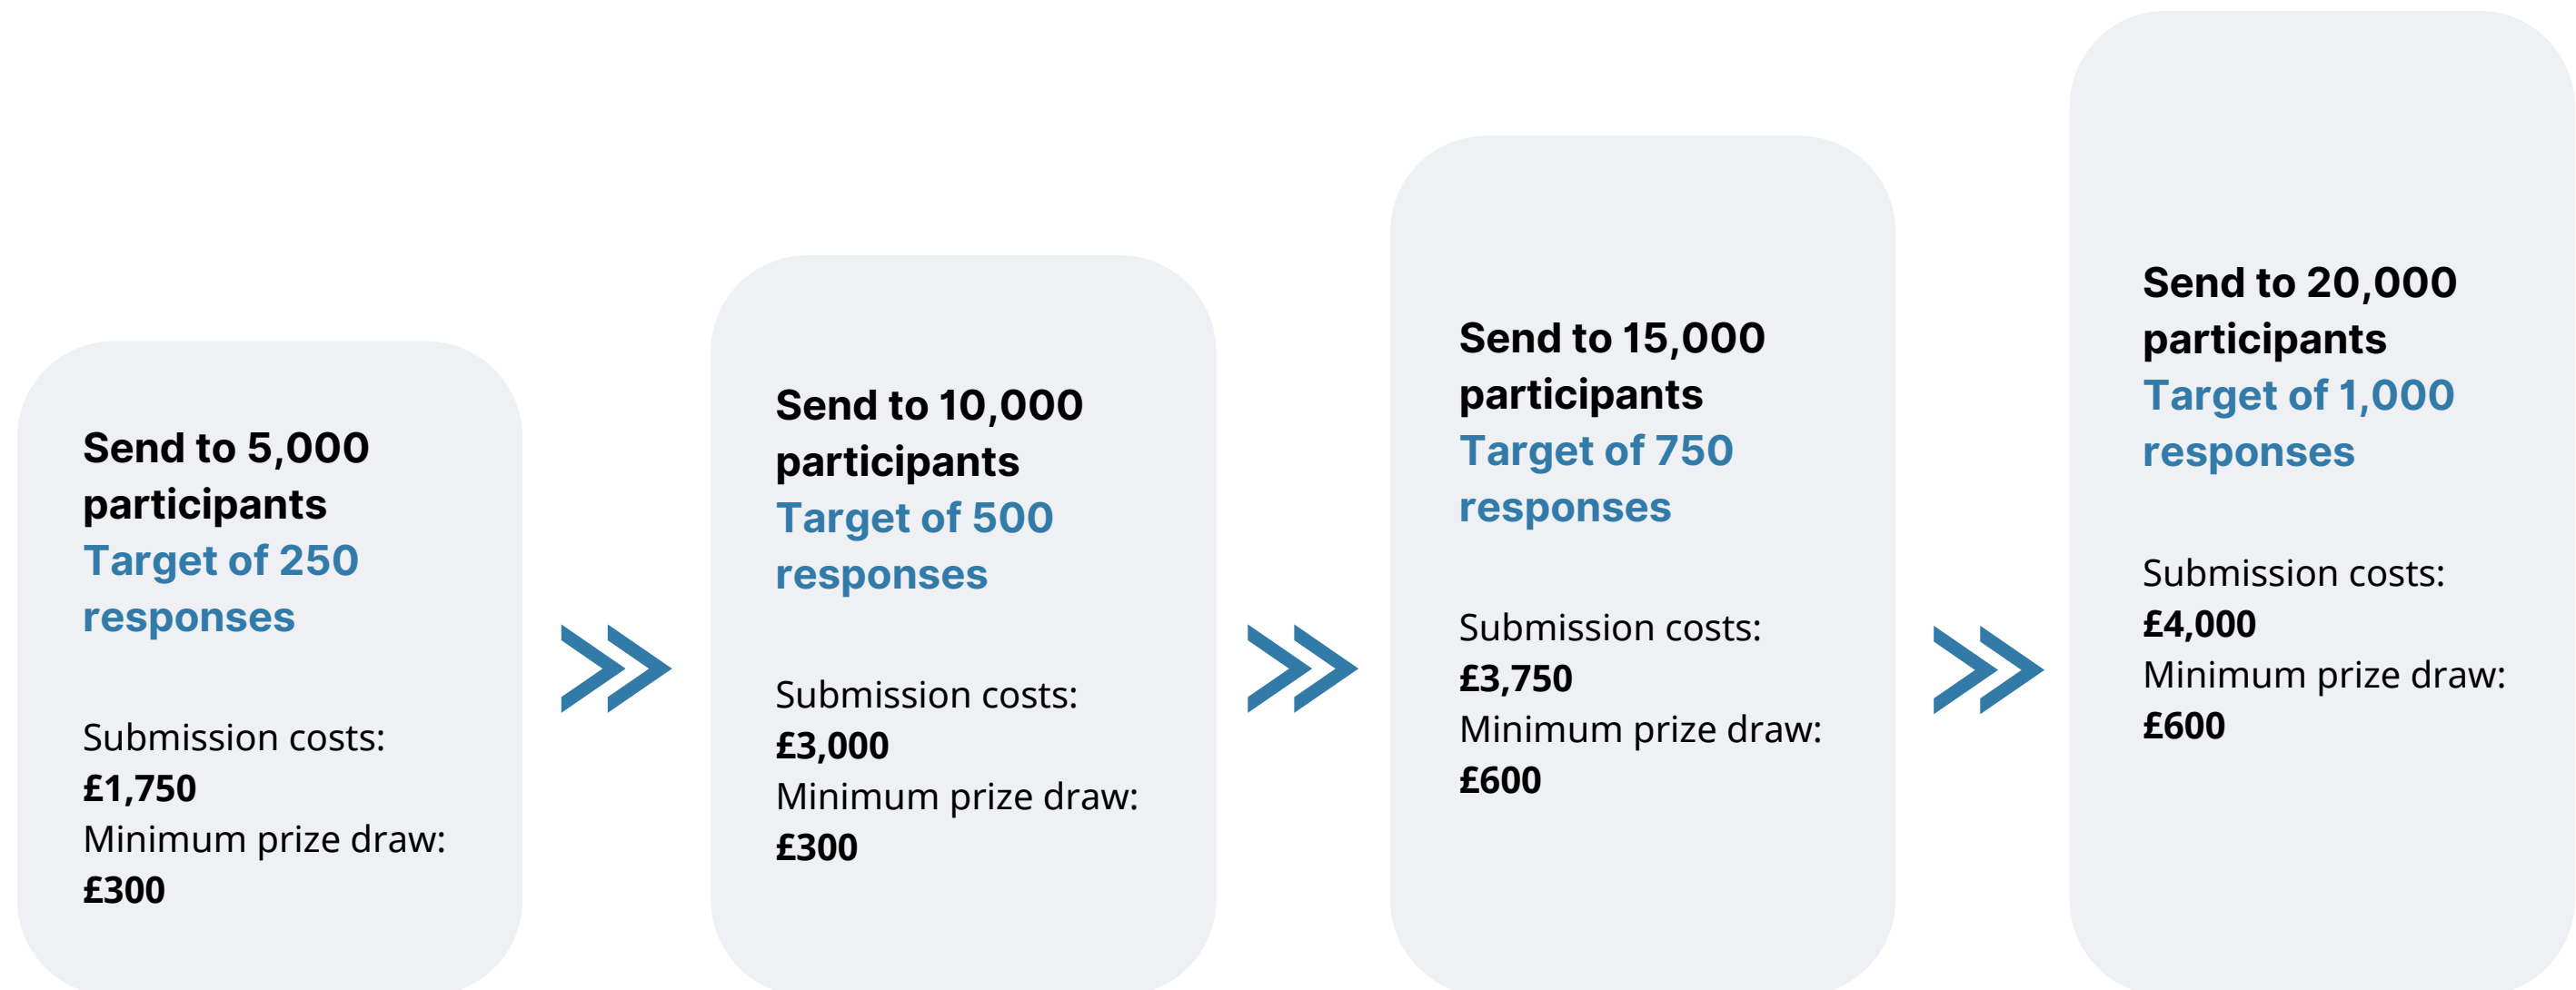 Send to 5,000
participants
Target of 250
responses
Submission costs:
£1,750
Minimum prize draw:
£300
Send to 10,000
participants
Target of 500
responses
Submission costs:
£3,000
Minimum prize draw:
£300
Send to 15,000
participants
Target of 750
responses
Submission costs:
£3,750
Minimum prize draw:
£600
Send to 20,000
participants
Target of 1,000
responses
Submission costs:
£4,000
Minimum prize draw:
£600